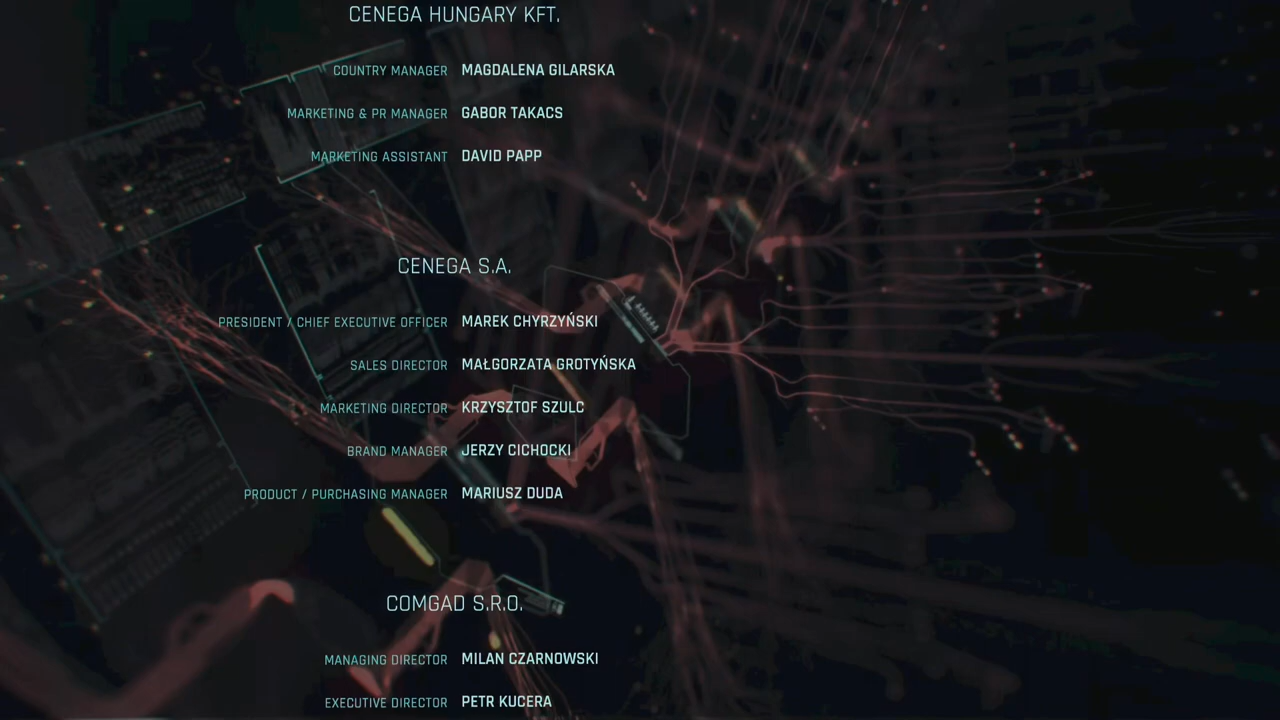 CENEGA HUNGARY KFT.
COUNTRY MANAGER MAGDALENA GILARSKA
MARKETING & PR MANAGER GABOR TAKACS
MARKETING ASSISTANT DAVID PAPP
CENEGA S.A.
PRESIDENT / CHIEF EXECUTIVE OFFICER MAREK CHYRZYŃSKI
SALES DIRECTOR MAŁGORZATA GROTYŃSKA
MARKETING DIRECTOR KRZYSZTOF SZULC
BRAND MANAGER JERZY CICHOCKI
PRODUCT / PURCHASING MANAGER MARIUSZ DUDA
COMGAD S.R.O.
MANAGING DIRECTOR MILAN CZARNOWSKI
EXECUTIVE DIRECTOR PETR KUCERA